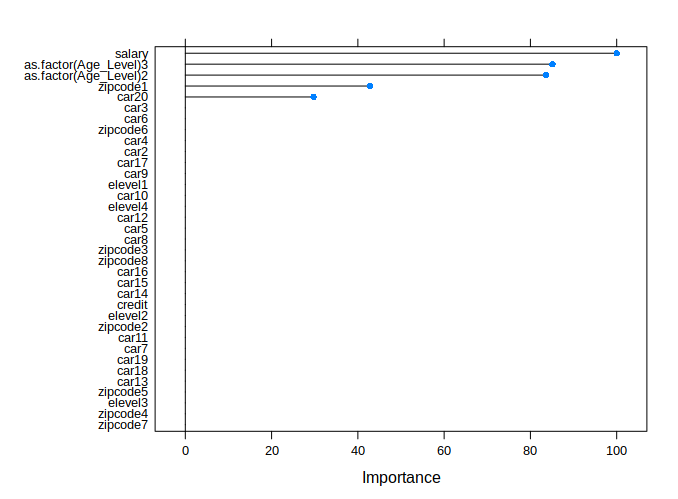 salary
as.factor(Age_Level)3
as.factor(Age_Level)2
zipcode1
car20
car3
car6
zipcode6
car4
car2
car17
car9
elevel1
car10
elevel4
car12
car5
car8
zipcode3
zipcode8
car16
car15
car14
credit
elevel2
zipcode2
car11
car7
car19
car18
car13
zipcode5
elevel3
zipcode4
zipcode7
0 20 40 60 80 100
Importance